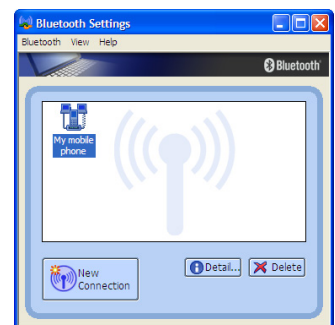 Bluetooth Settings
Bluetooth View Help
Bluetooth
My mobile
phone
New
Connection
Detail...
Delete